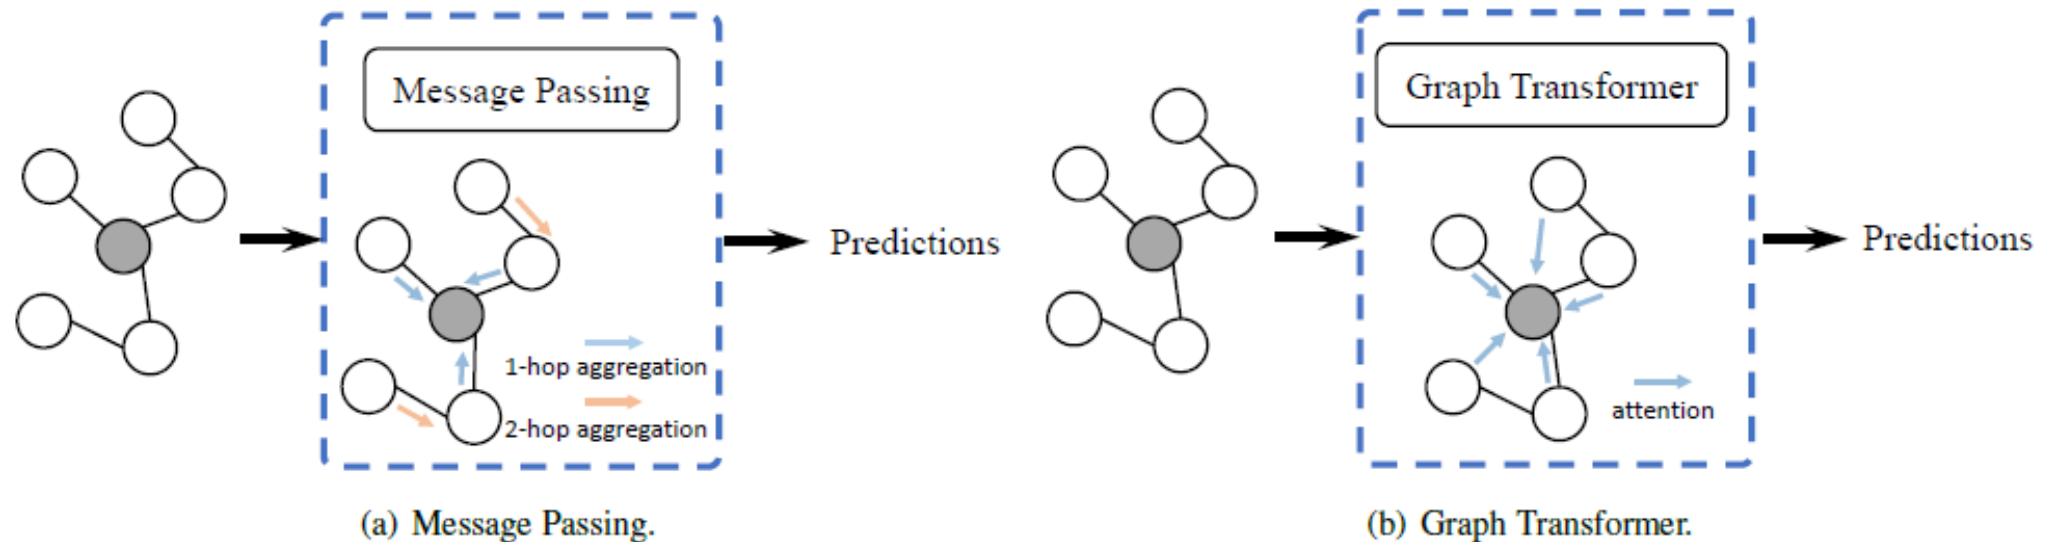 Message Passing
1-hop aggregation
2-hop aggregation
Predictions
(a) Message Passing.
Graph Transformer
attention
Predictions
(b) Graph Transformer.